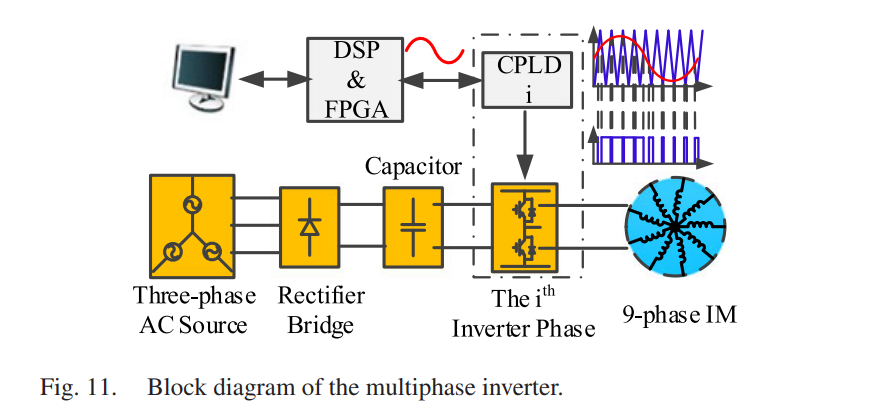 DSP
&
FPGA
CPLD
i
Capacitor
Three-phase
AC Source
Rectifier
Bridge
The iᵗʰ
Inverter Phase
9-phase IM
Fig. 11. Block diagram of the multiphase inverter.